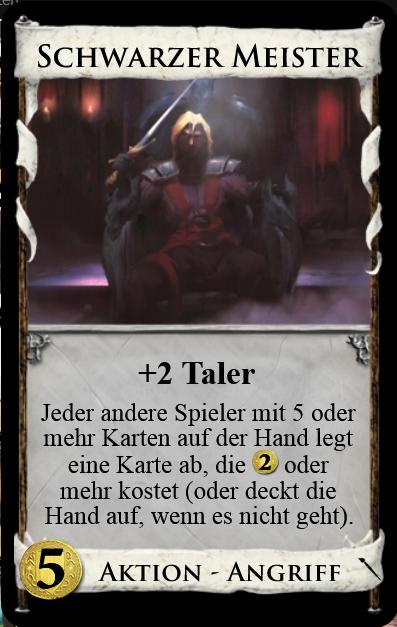 SCHWARZER MEISTER
+2 Taler
Jeder andere Spieler mit 5 oder
mehr Karten auf der Hand legt
eine Karte ab, die 2 oder
mehr kostet (oder deckt die
Hand auf, wenn es nicht geht).
5 AKTION - ANGRIFF